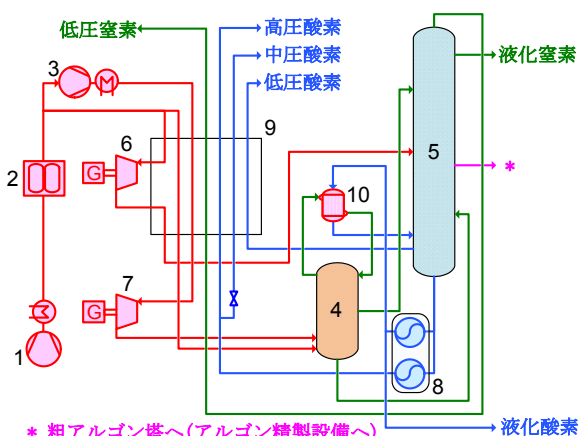 低圧窒素
高圧酸素
中圧酸素
低圧酸素
液化窒素
3
9
6
G
2
5
*
10
7
G
4
1
8
* 粗アルゴン塔へ(アルゴン精製設備へ)
液化酸素